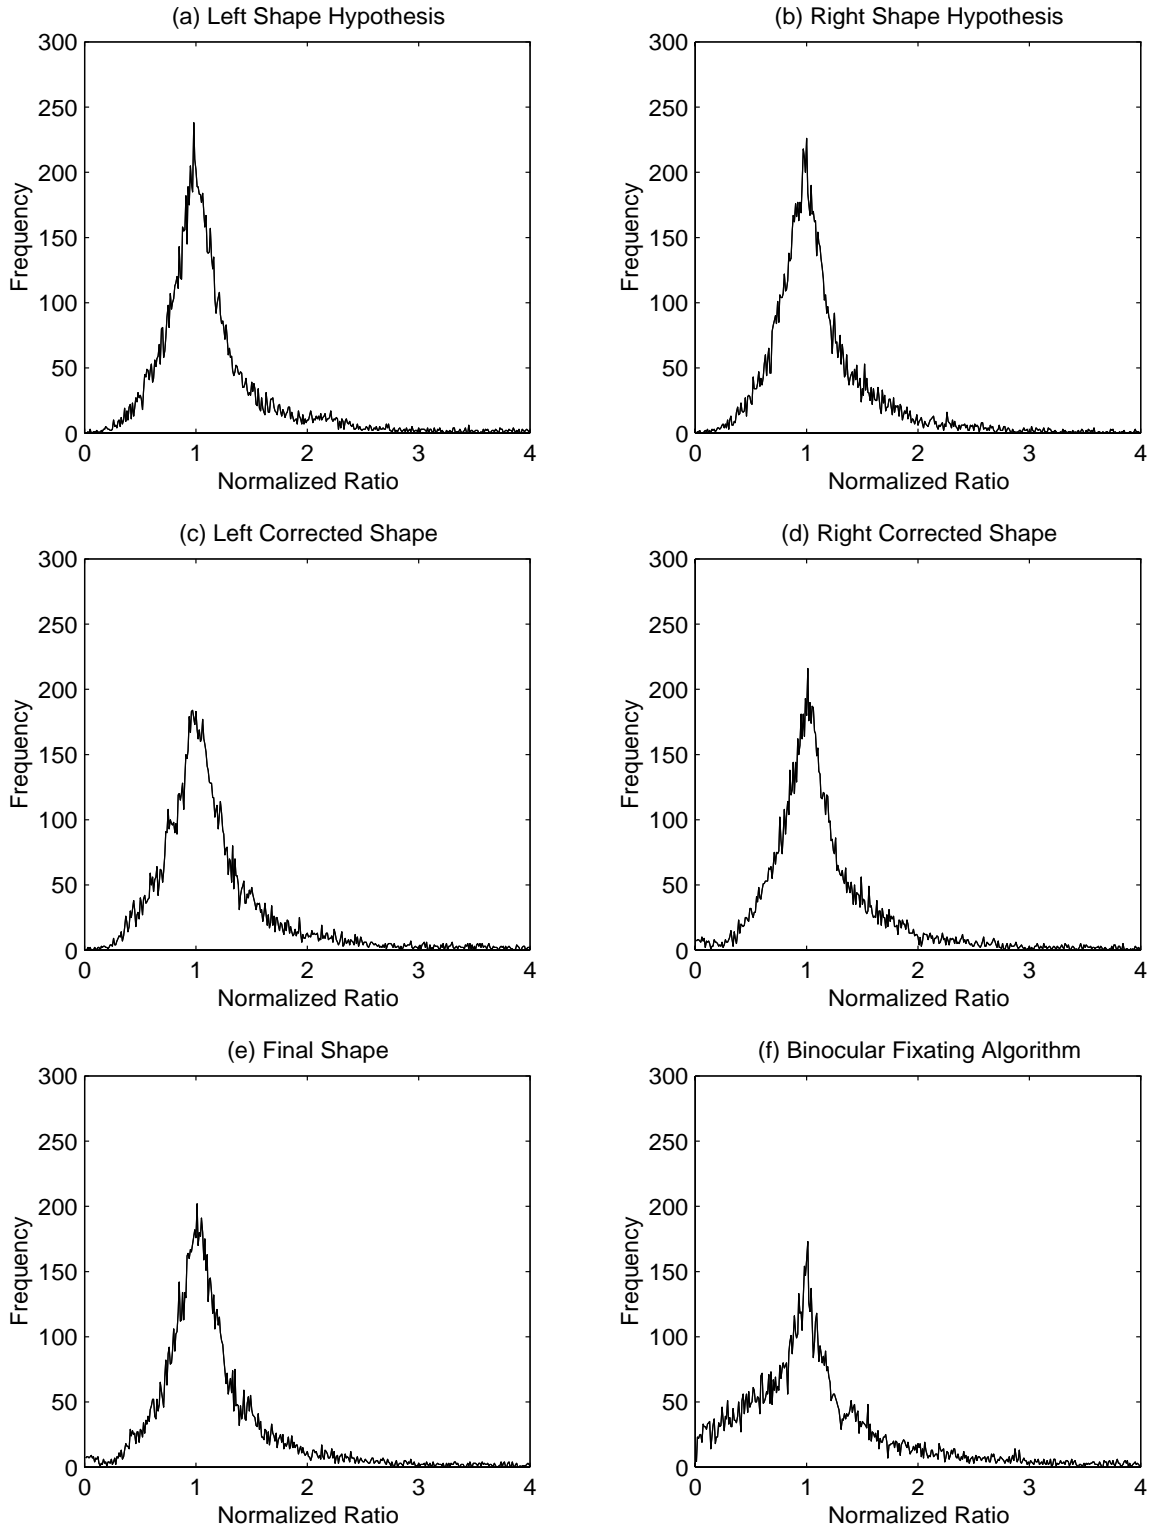 (a) Left Shape Hypothesis
300
250
200
150
100
50
0
Frequency
0 1 2 3 4
Normalized Ratio
(b) Right Shape Hypothesis
300
250
200
150
100
50
0
Frequency
0 1 2 3 4
Normalized Ratio
(c) Left Corrected Shape
300
250
200
150
100
50
0
Frequency
0 1 2 3 4
Normalized Ratio
(d) Right Corrected Shape
300
250
200
150
100
50
0
Frequency
0 1 2 3 4
Normalized Ratio
(e) Final Shape
300
250
200
150
100
50
0
Frequency
0 1 2 3 4
Normalized Ratio
(f) Binocular Fixating Algorithm
300
250
200
150
100
50
0
Frequency
0 1 2 3 4
Normalized Ratio